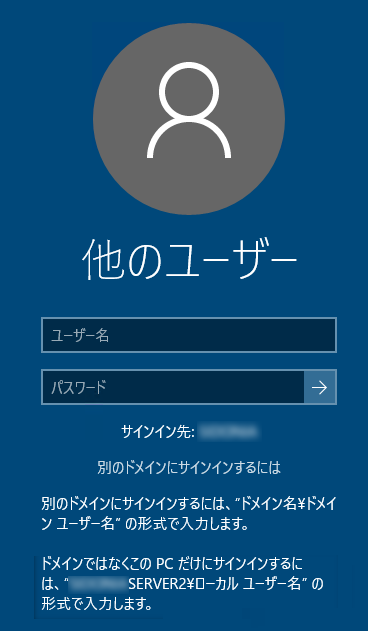 他のユーザー
ユーザー名
パスワード
サインイン先:
別のドメインにサインインするには
別のドメインにサインインするには、"ドメイン名¥ドメイ
ン ユーザー名" の形式で入力します。
ドメインではなくこの PC だけにサインインするに
は、"SERVER2¥ローカル ユーザー名" の
形式で入力します。